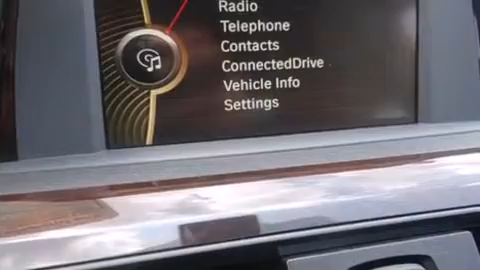 Radio
Telephone
Contacts
ConnectedDrive
Vehicle Info
Settings